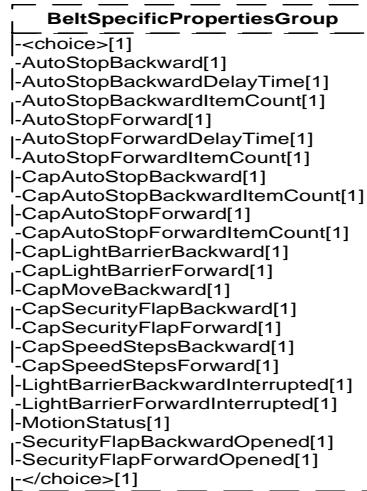 BeltSpecificPropertiesGroup
-<choice>[1]
-AutoStopBackward[1]
-AutoStopBackwardDelayTime[1]
-AutoStopBackwardItemCount[1]
-AutoStopForward[1]
-AutoStopForwardDelayTime[1]
-AutoStopForwardItemCount[1]
-CapAutoStopBackward[1]
-CapAutoStopBackwardItemCount[1]
-CapAutoStopForward[1]
-CapAutoStopForwardItemCount[1]
-CapLightBarrierBackward[1]
-CapLightBarrierForward[1]
-CapMoveBackward[1]
-CapSecurityFlapBackward[1]
-CapSecurityFlapForward[1]
-CapSpeedStepsBackward[1]
-CapSpeedStepsForward[1]
-LightBarrierBackwardInterrupted[1]
-LightBarrierForwardInterrupted[1]
-MotionStatus[1]
-SecurityFlapBackwardOpened[1]
-SecurityFlapForwardOpened[1]
-</choice>[1]